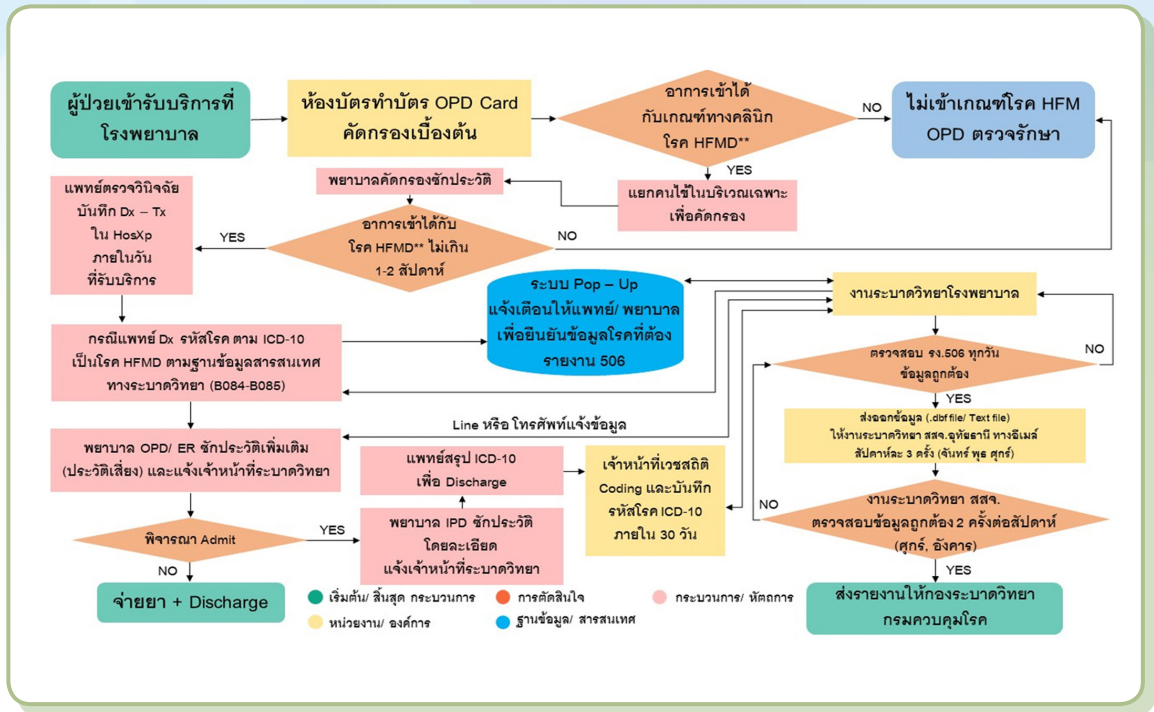 ผู้ป่วยเข้ารับบริการที่
โรงพยาบาล
ห้องบัตรทำบัตร OPD Card
คัดกรองเบื้องต้น
อาการเข้าได้
กับเกณฑ์ทางคลินิก
โรค HFMD**
NO
ไม่เข้าเกณฑ์โรค HFM
OPD ตรวจรักษา
YES
แยกคนไข้ในบริเวณเฉพาะ
เพื่อคัดกรอง
พยาบาลคัดกรองซักประวัติ
อาการเข้าได้กับ
โรค HFMD** ไม่เกิน
1-2 สัปดาห์
NO
YES
แพทย์ตรวจวินิจฉัย
บันทึก Dx – Tx
ใน HosXp
ภายในวัน
ที่รับบริการ
กรณีแพทย์ Dx รหัสโรค ตาม ICD-10
เป็นโรค HFMD ตามฐานข้อมูลสารสนเทศ
ทางระบาดวิทยา (B084-B085)
ระบบ Pop – Up
แจ้งเตือนให้แพทย์/ พยาบาล
เพื่อยืนยันข้อมูลโรคที่ต้อง
รายงาน 506
งานระบาดวิทยาโรงพยาบาล
ตรวจสอบ รง.506 ทุกวัน
ข้อมูลถูกต้อง
NO
YES
ส่งออกข้อมูล (.dbf file/ Text file)
ให้งานระบาดวิทยา สสจ.อุทัยธานี ทางอีเมล์
สัปดาห์ละ 3 ครั้ง (จันทร์ พุธ ศุกร์)
งานระบาดวิทยา สสจ.
ตรวจสอบข้อมูลถูกต้อง 2 ครั้งต่อสัปดาห์
(ศุกร์, อังคาร)
NO
YES
ส่งรายงานให้กองระบาดวิทยา
กรมควบคุมโรค
Line หรือ โทรศัพท์แจ้งข้อมูล
พยาบาล OPD/ ER ซักประวัติเพิ่มเติม
(ประวัติเสี่ยง) และแจ้งเจ้าหน้าที่ระบาดวิทยา
พิจารณา Admit
YES
NO
จ่ายยา + Discharge
พยาบาล IPD ซักประวัติ
โดยละเอียด
แจ้งเจ้าหน้าที่ระบาดวิทยา
แพทย์สรุป ICD-10
เพื่อ Discharge
เจ้าหน้าที่เวชสถิติ
Coding และบันทึก
รหัสโรค ICD-10
ภายใน 30 วัน
เริ่มต้น/ สิ้นสุด กระบวนการ
การตัดสินใจ
กระบวนการ/ หัตถการ
หน่วยงาน/ องค์การ
ฐานข้อมูล/ สารสนเทศ